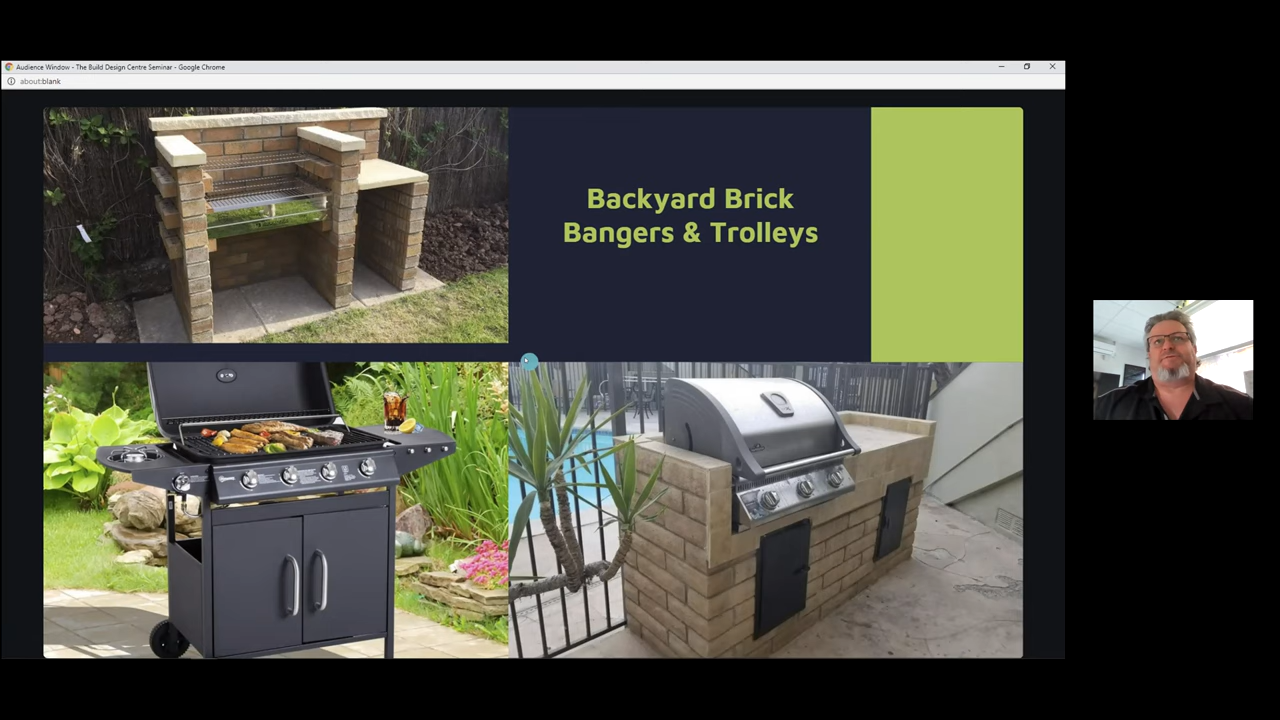 Audience Window - The Build Design Centre Seminar - Google Chrome
about:blank
Backyard Brick
Bangers & Trolleys